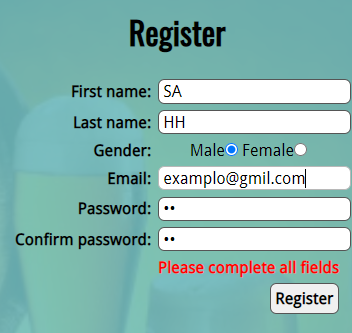 Register
First name: SA
Last name: HH
Gender: Male Female
Email: examplo@gmil.com
Password: ••
Confirm password: ••
Please complete all fields
Register